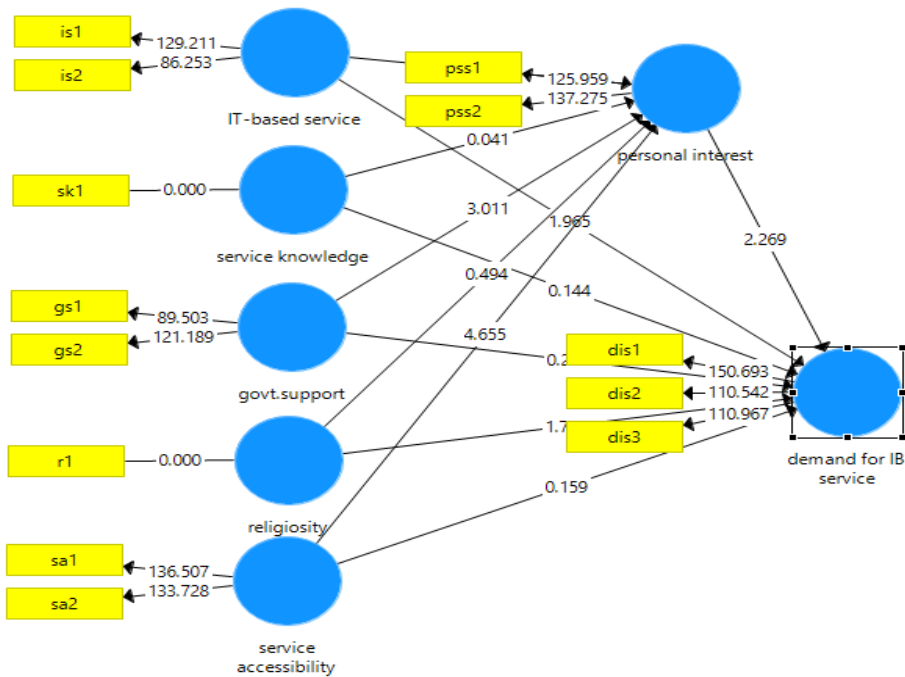 is1
129.211
is2
86.253
IT-based service
pss1
125.959
pss2
137.275
personal interest
0.041
sk1
0.000
service knowledge
3.011
1.965
2.269
0.494
0.144
gs1
89.503
gs2
121.189
govt.support
4.655
dis1
150.693
dis2
110.542
dis3
110.967
demand for IB
service
r1
0.000
religiosity
0.159
sa1
136.507
sa2
133.728
service
accessibility